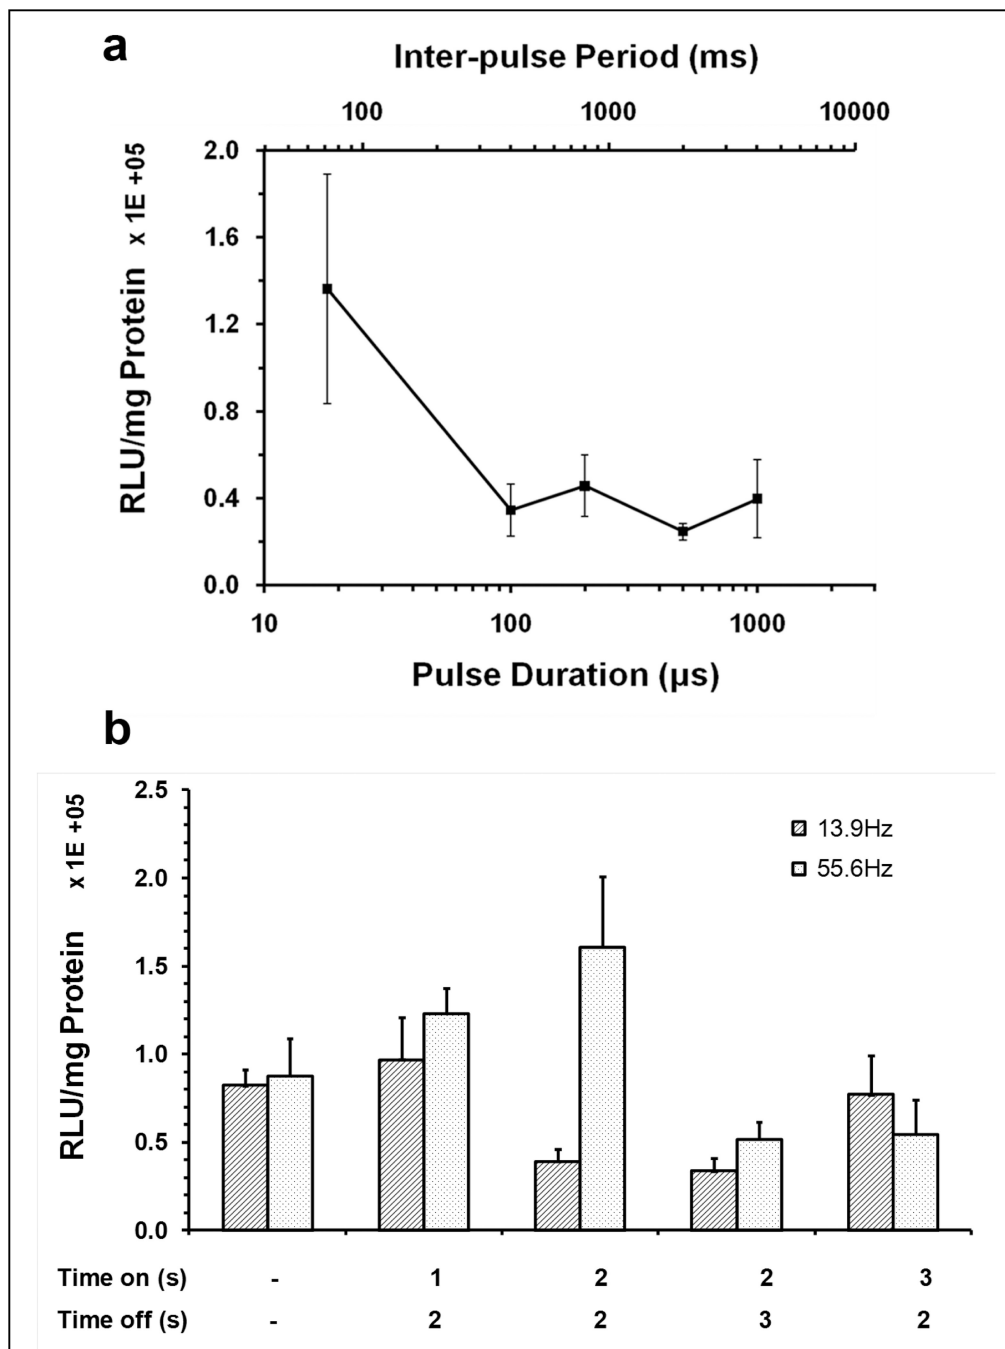 a
Inter-pulse Period (ms)
100 1000 10000
RLU/mg Protein x 1E +05
2.0
1.6
1.2
0.8
0.4
0.0
10 100 1000
Pulse Duration (µs)
b
RLU/mg Protein x 1E +05
2.5
2.0
1.5
1.0
0.5
0.0
13.9Hz
55.6Hz
Time on (s) - 1 2 2 3
Time off (s) - 2 2 3 2